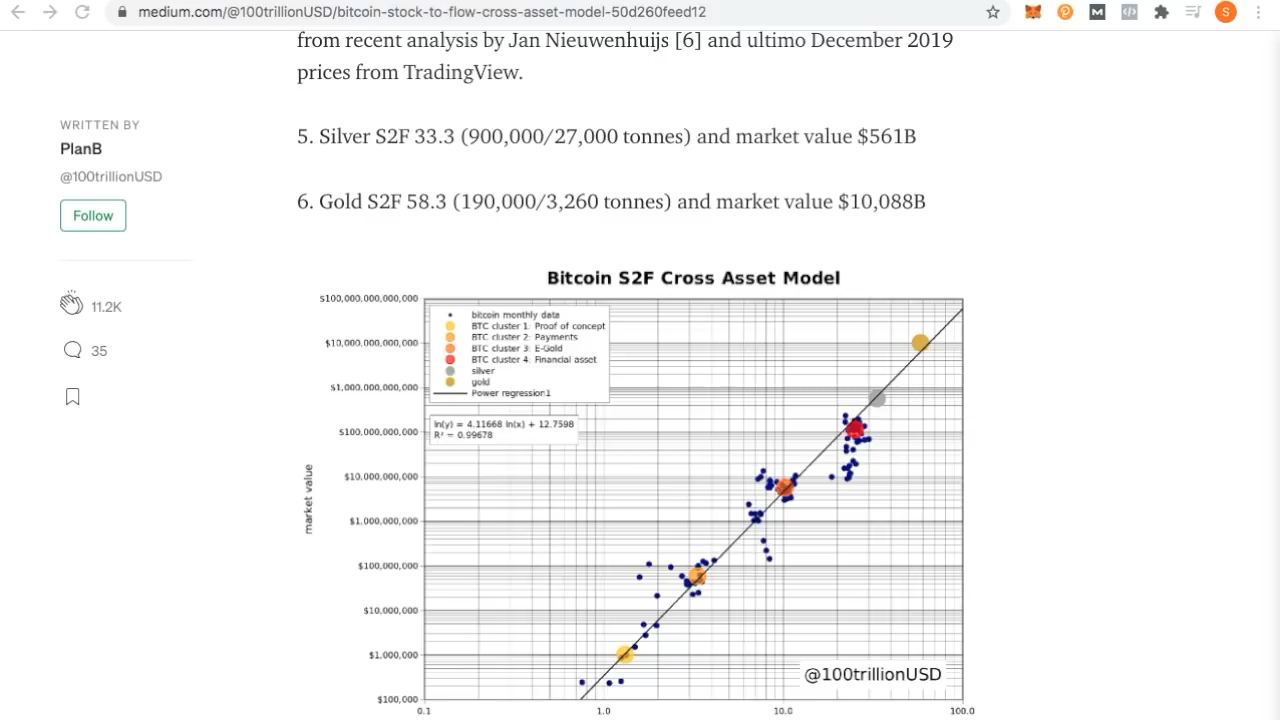 medium.com/@100trillionUSD/bitcoin-stock-to-flow-cross-asset-model-50d260feed12
S
from recent analysis by Jan Nieuwenhuijs [6] and ultimo December 2019
prices from TradingView.
WRITTEN BY
PlanB
@100trillionUSD
Follow
11.2K
35
5. Silver S2F 33.3 (900,000/27,000 tonnes) and market value $561B
6. Gold S2F 58.3 (190,000/3,260 tonnes) and market value $10,088B
Bitcoin S2F Cross Asset Model
bitcoin monthly data
BTC cluster 1: Proof of concept
BTC cluster 2: Payments
BTC cluster 3: E-Gold
BTC cluster 4: Financial asset
silver
gold
Power regression1
ln(y) = 4.11668 ln(x) + 12.7598
R² = 0.99678
market value
$100,000,000,000,000
$10,000,000,000,000
$1,000,000,000,000
$100,000,000,000
$10,000,000,000
$1,000,000,000
$100,000,000
$10,000,000
$1,000,000
$100,000
@100trillionUSD
0.1 1.0 10.0 100.0